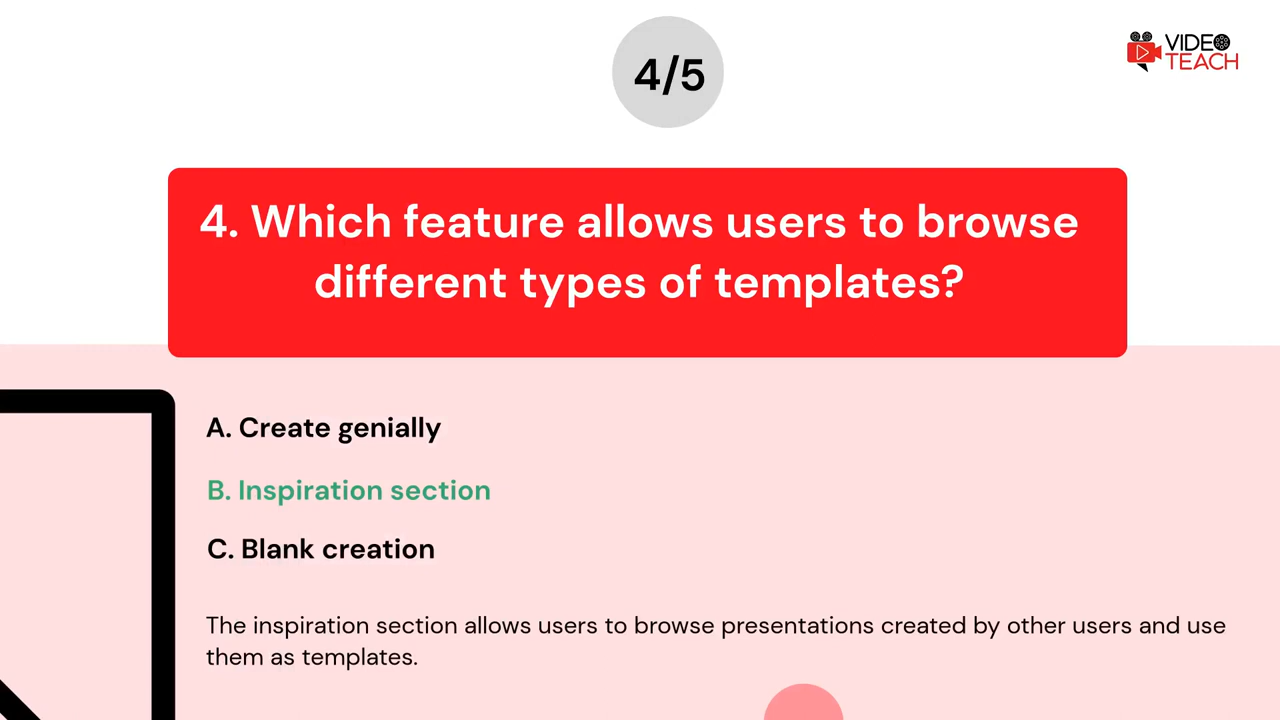 4/5
VIDEO
TEACH
4. Which feature allows users to browse
different types of templates?
A. Create genially
B. Inspiration section
C. Blank creation
The inspiration section allows users to browse presentations created by other users and use
them as templates.